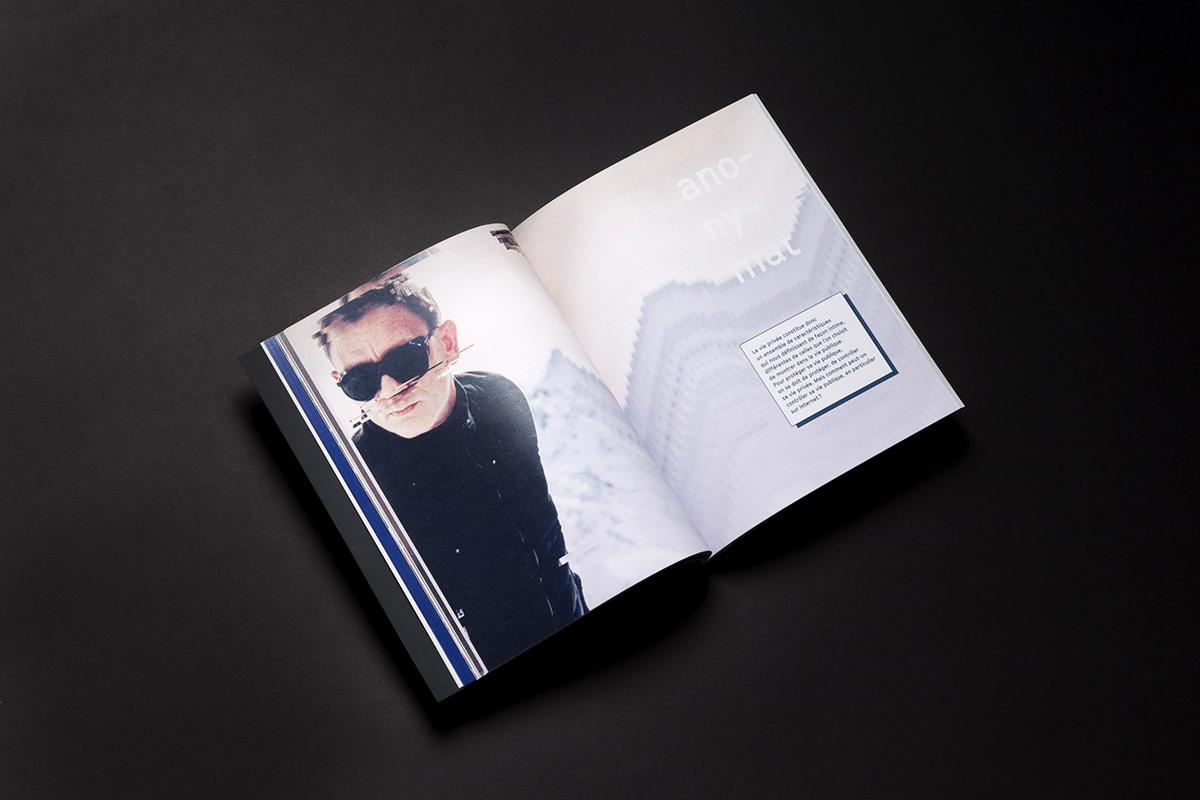 ano-
ny-
mat
La vie privée constitue donc
un ensemble de caractéristiques
qui nous définissent de façon intime,
différentes de celles que l'on choisit
de montrer dans la vie publique.
Pour protéger sa vie publique,
on se doit de protéger, de contrôler
sa vie privée. Mais comment peut-on
contrôler sa vie publique, en particulier
sur internet ?